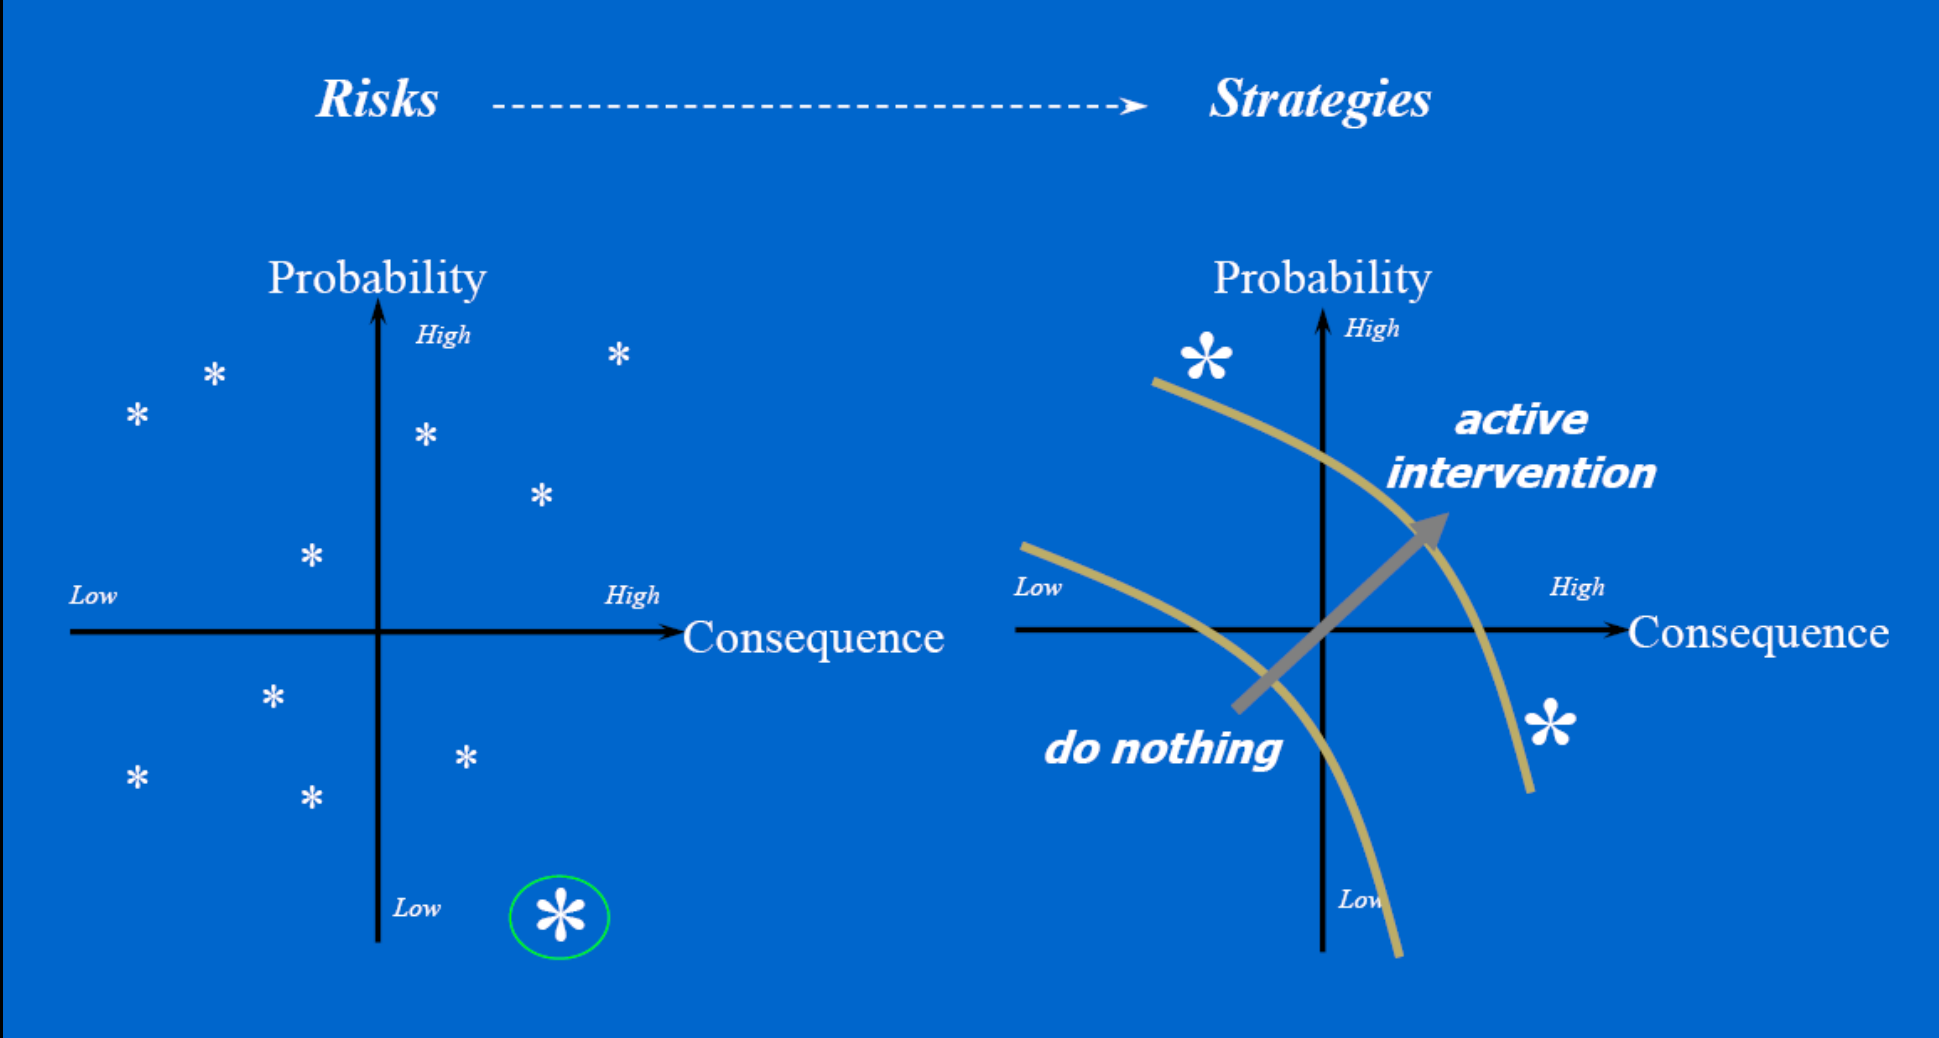 Risks
Strategies
Probability
High
*
*
*
*
*
*
Low
High
Consequence
*
*
*
*
Low
*
Probability
High
*
active
intervention
Low
High
Consequence
*
do nothing
Low